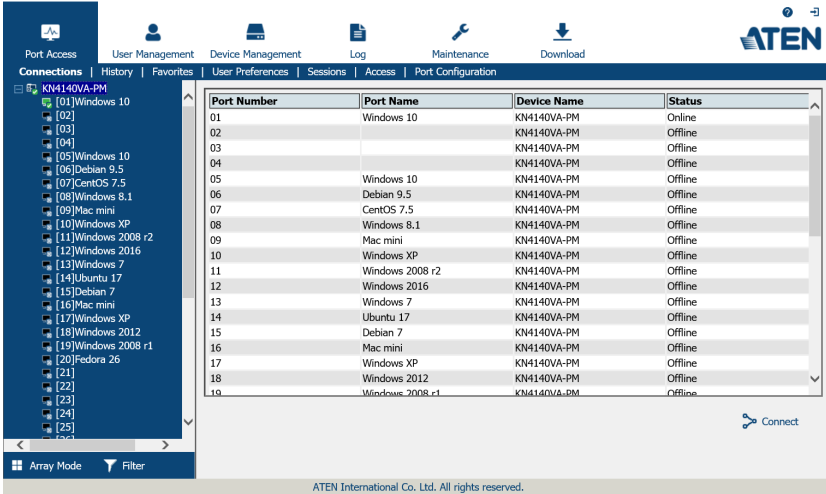 ATEN
Port Access User Management Device Management Log Maintenance Download
Connections | History | Favorites | User Preferences | Sessions | Access | Port Configuration
KN4140VA-PM
[01]Windows 10
[02]
[03]
[04]
[05]Windows 10
[06]Debian 9.5
[07]CentOS 7.5
[08]Windows 8.1
[09]Mac mini
[10]Windows XP
[11]Windows 2008 r2
[12]Windows 2016
[13]Windows 7
[14]Ubuntu 17
[15]Debian 7
[16]Mac mini
[17]Windows XP
[18]Windows 2012
[19]Windows 2008 r1
[20]Fedora 26
[21]
[22]
[23]
[24]
[25]
[26]
Array Mode Filter
Port Number Port Name Device Name Status
01 Windows 10 KN4140VA-PM Online
02 KN4140VA-PM Offline
03 KN4140VA-PM Offline
04 KN4140VA-PM Offline
05 Windows 10 KN4140VA-PM Offline
06 Debian 9.5 KN4140VA-PM Offline
07 CentOS 7.5 KN4140VA-PM Offline
08 Windows 8.1 KN4140VA-PM Offline
09 Mac mini KN4140VA-PM Offline
10 Windows XP KN4140VA-PM Offline
11 Windows 2008 r2 KN4140VA-PM Offline
12 Windows 2016 KN4140VA-PM Offline
13 Windows 7 KN4140VA-PM Offline
14 Ubuntu 17 KN4140VA-PM Offline
15 Debian 7 KN4140VA-PM Offline
16 Mac mini KN4140VA-PM Offline
17 Windows XP KN4140VA-PM Offline
18 Windows 2012 KN4140VA-PM Offline
19 Windows 2008 r1 KN4140VA-PM Offline
Connect
ATEN International Co. Ltd. All rights reserved.